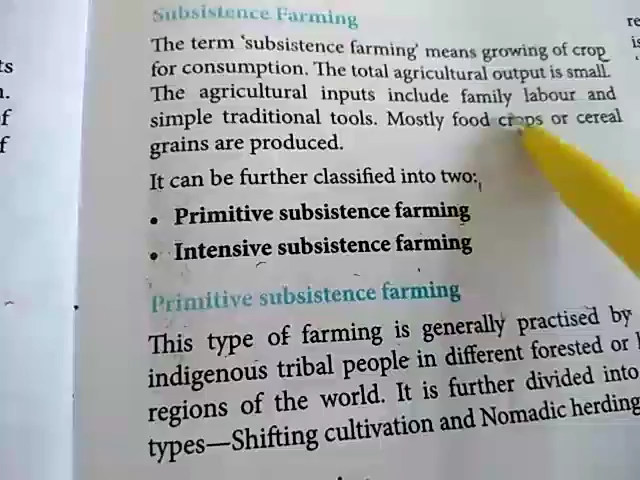 Subsistence Farming
The term 'subsistence farming' means growing of crop
for consumption. The total agricultural output is small.
The agricultural inputs include family labour and
simple traditional tools. Mostly food crops or cereal
grains are produced.
It can be further classified into two:
• Primitive subsistence farming
• Intensive subsistence farming
Primitive subsistence farming
This type of farming is generally practised by
indigenous tribal people in different forested or
regions of the world. It is further divided into
types—Shifting cultivation and Nomadic herding